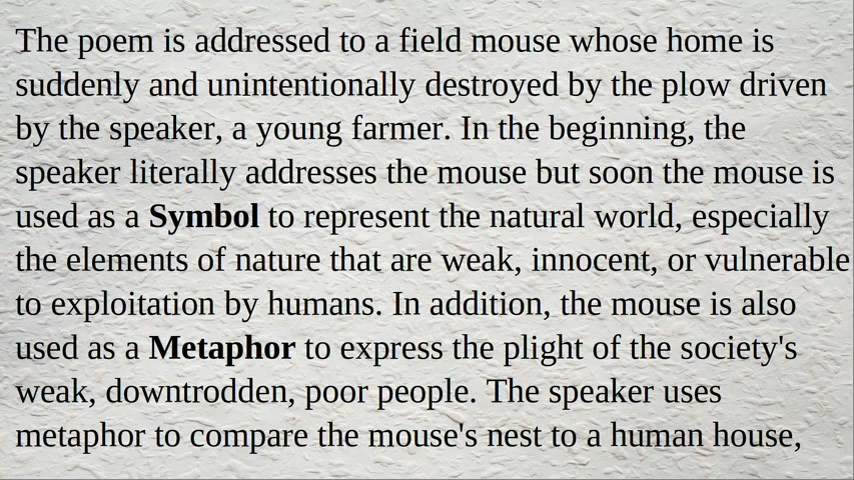 The poem is addressed to a field mouse whose home is
suddenly and unintentionally destroyed by the plow driven
by the speaker, a young farmer. In the beginning, the
speaker literally addresses the mouse but soon the mouse is
used as a Symbol to represent the natural world, especially
the elements of nature that are weak, innocent, or vulnerable
to exploitation by humans. In addition, the mouse is also
used as a Metaphor to express the plight of the society's
weak, downtrodden, poor people. The speaker uses
metaphor to compare the mouse's nest to a human house,